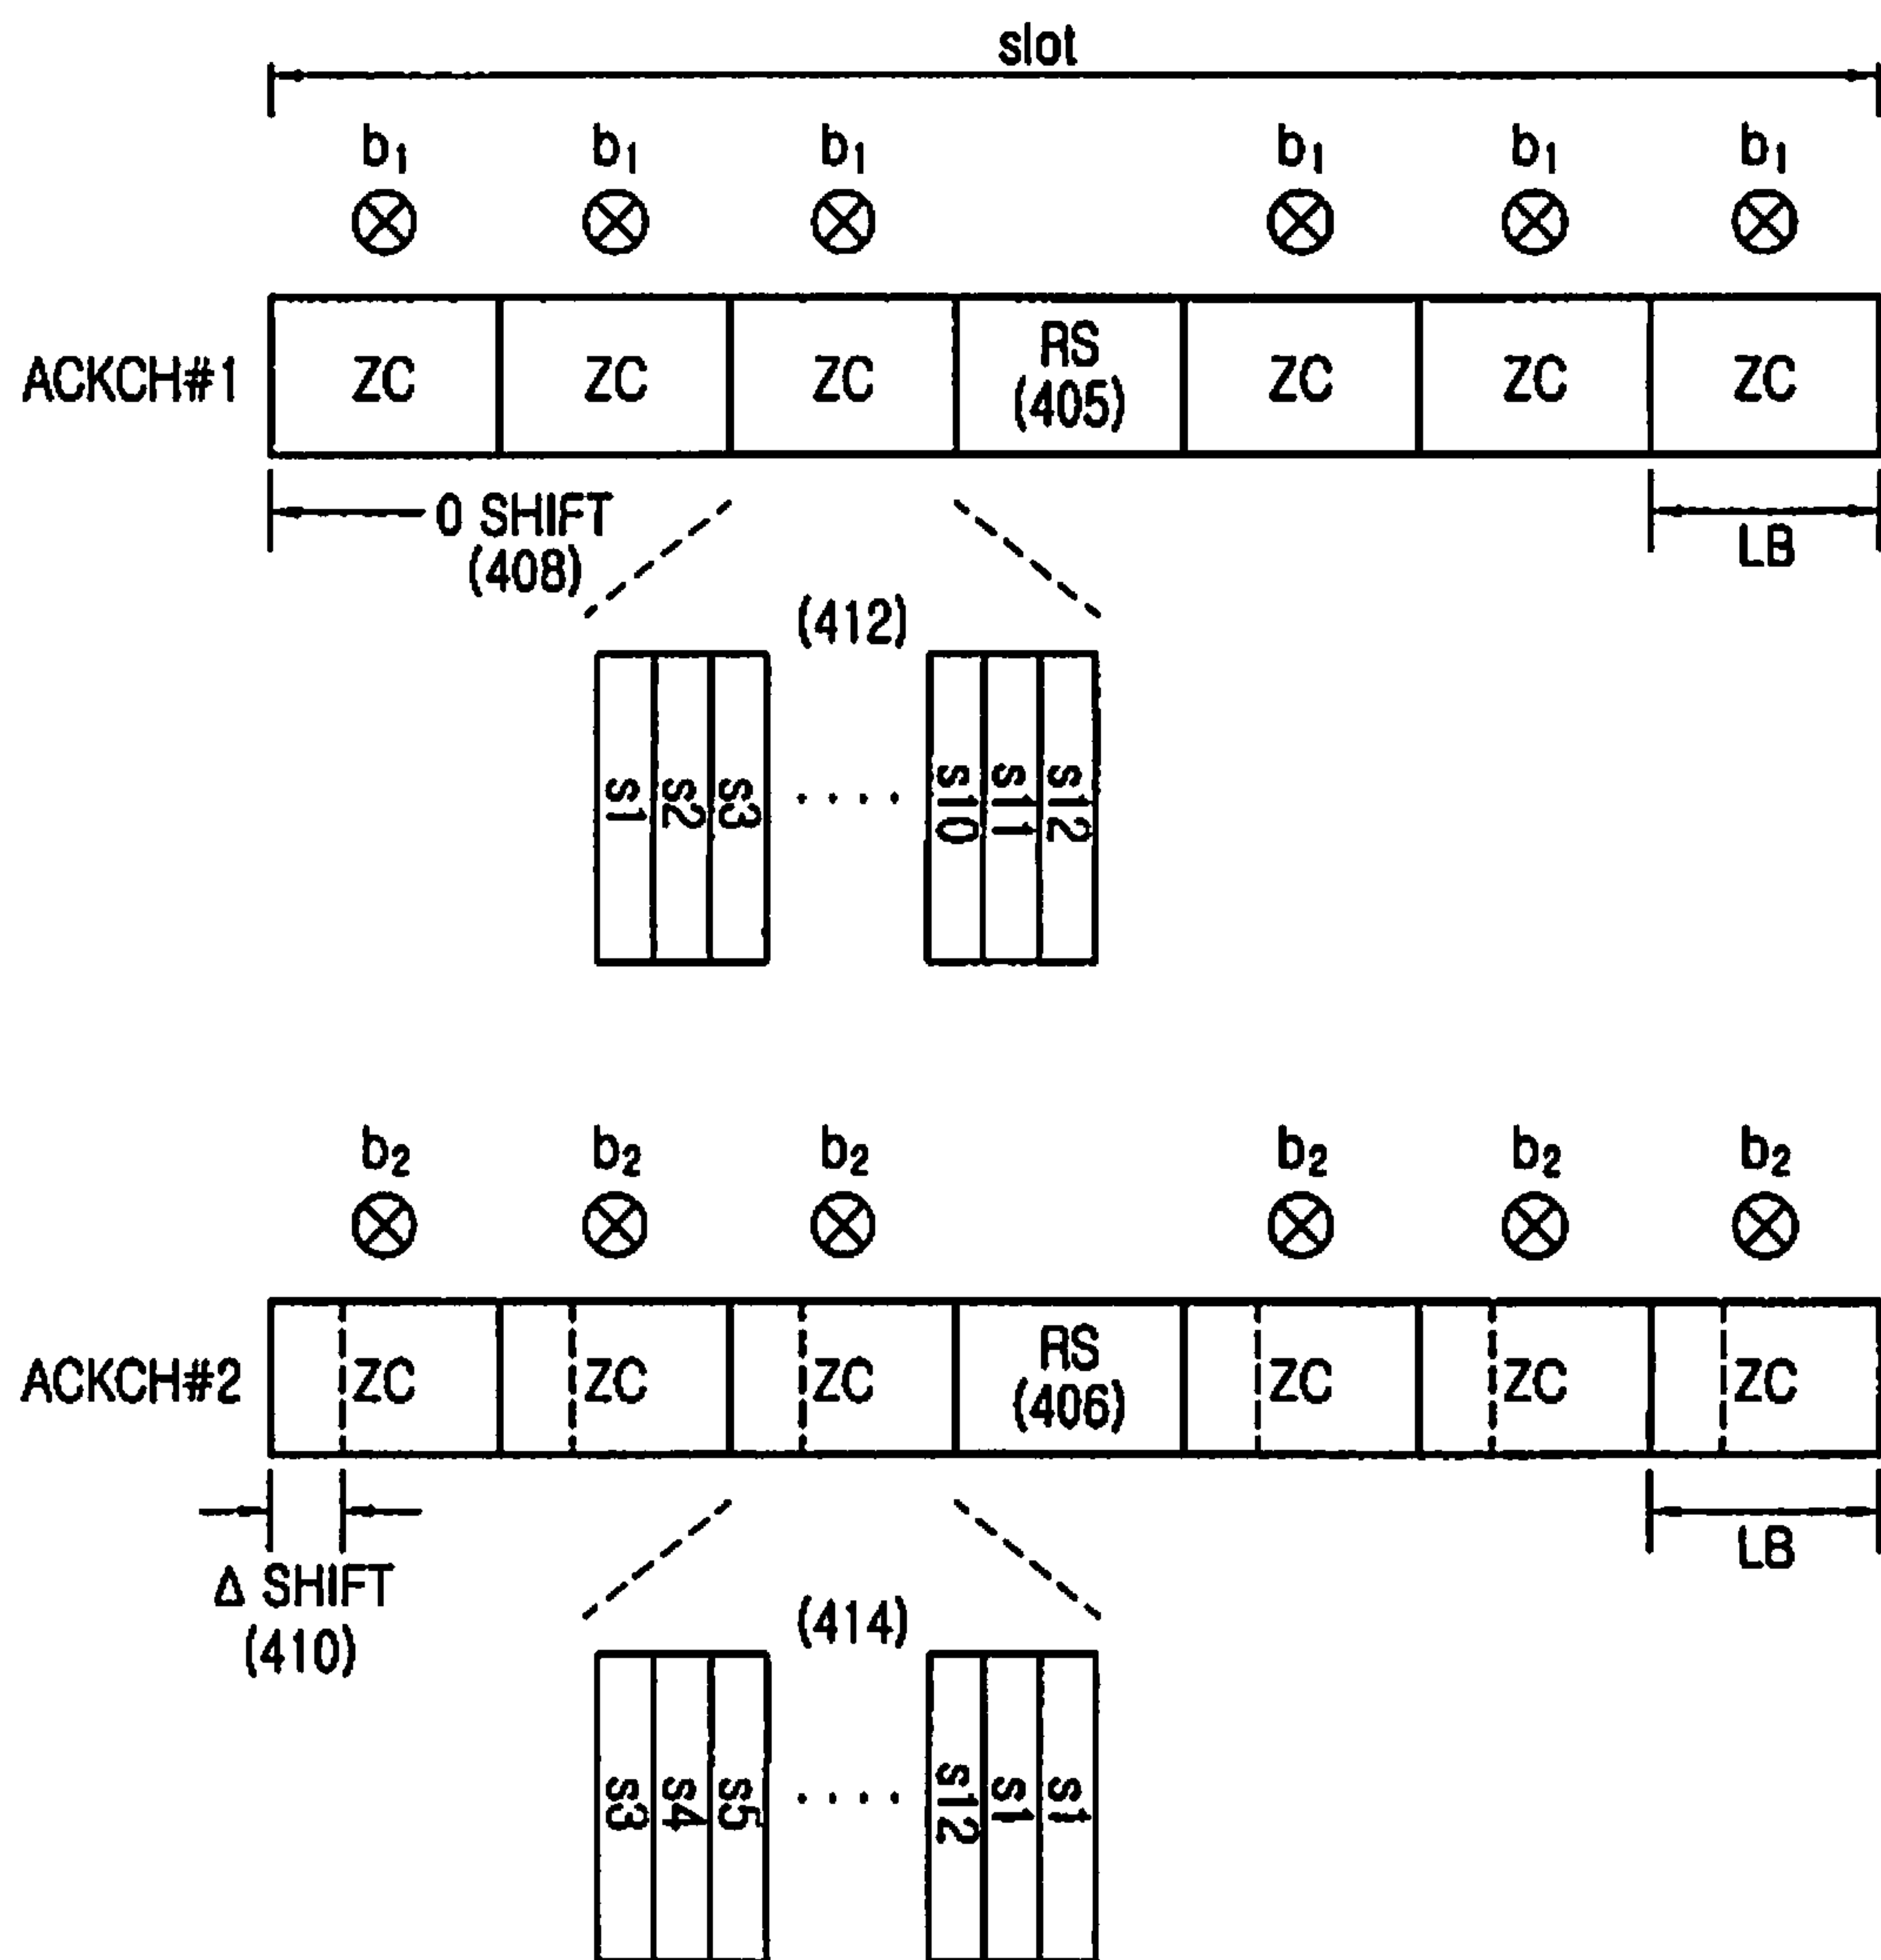 slot
b1 b1 b1 b1 b1 b1
ACKCH#1 ZC ZC ZC RS (405) ZC ZC ZC
0 SHIFT (408)
LB
(412)
s1 s2 s3 .... s10 s11 s12
b2 b2 b2 b2 b2 b2
ACKCH#2 ZC ZC ZC RS (406) ZC ZC ZC
Δ SHIFT (410)
LB
(414)
s3 s4 s5 .... s12 s1 s1